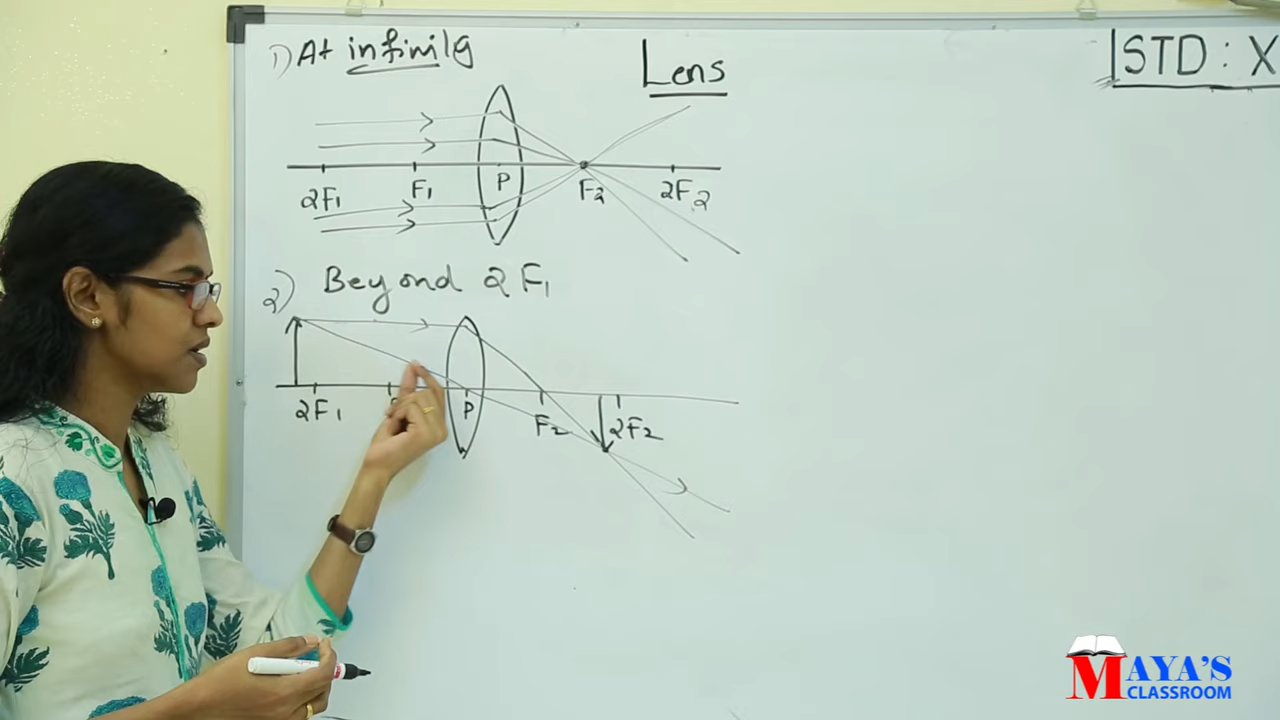 1) At infinity
Lens
STD : X
2F1
F1
P
F2
2F2
2) Beyond 2F1
2F1
P
F2
2F2
MAYA'S
CLASSROOM